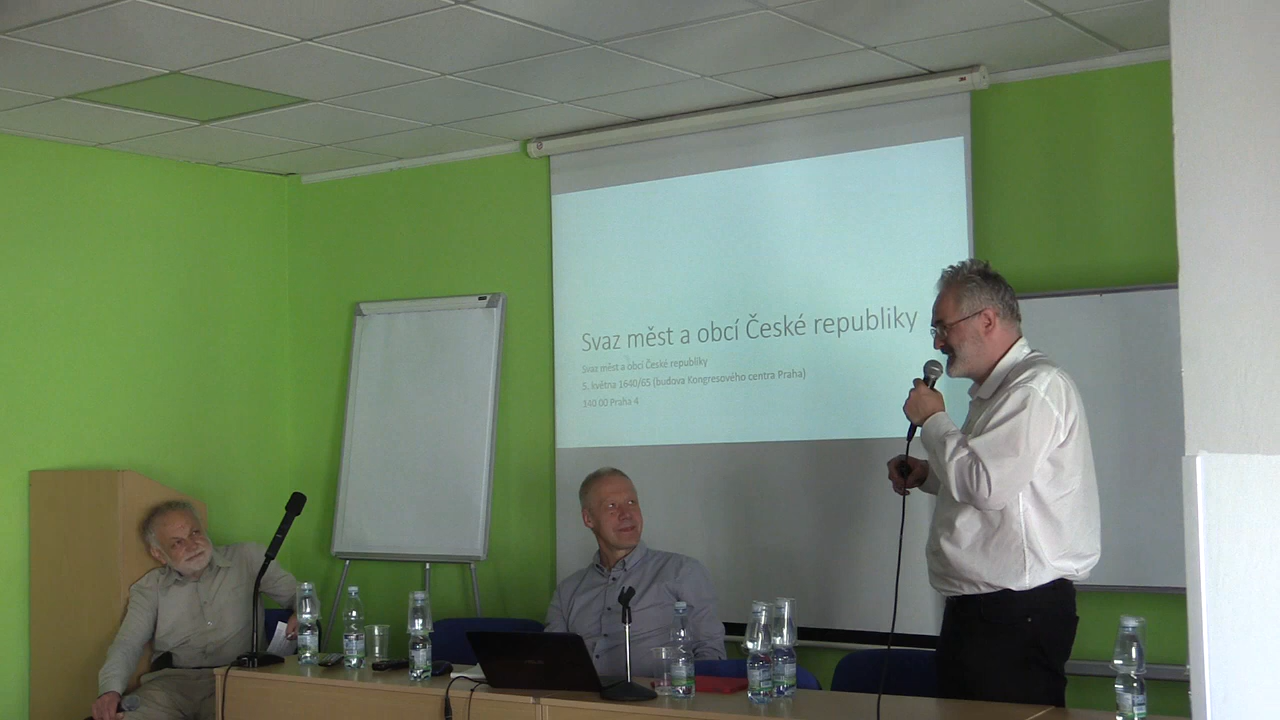 Svaz měst a obcí České republiky
Svaz měst a obcí České republiky
5. května 1640/65 (budova Kongresového centra Praha)
140 00 Praha 4